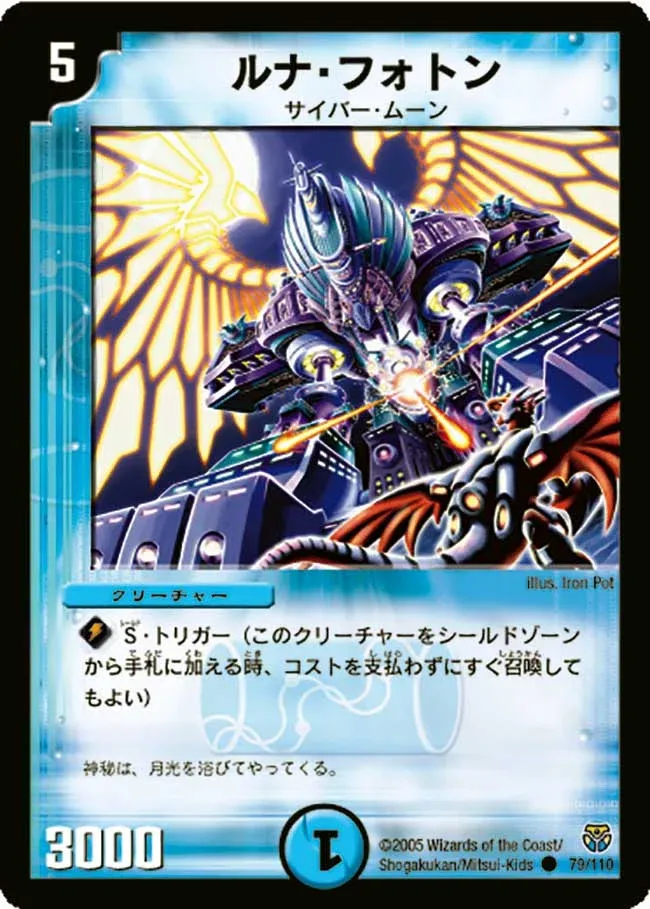 5
ルナ・フォトン
サイバー・ムーン
illus. Iron Pot
クリーチャー
S・トリガー（このクリーチャーをシールドゾーン
から手札に加える時、コストを支払わずにすぐ召喚して
もよい）
神秘は、月光を浴びてやってくる。
3000
1
©2005 Wizards of the Coast/
Shogakukan/Mitsui-Kids
79/110